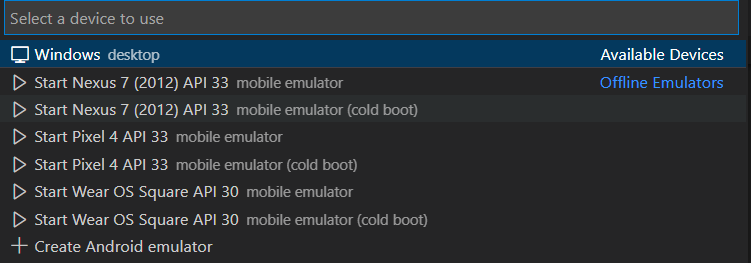 Select a device to use
Windows desktop Available Devices
Start Nexus 7 (2012) API 33 mobile emulator Offline Emulators
Start Nexus 7 (2012) API 33 mobile emulator (cold boot)
Start Pixel 4 API 33 mobile emulator
Start Pixel 4 API 33 mobile emulator (cold boot)
Start Wear OS Square API 30 mobile emulator
Start Wear OS Square API 30 mobile emulator (cold boot)
Create Android emulator